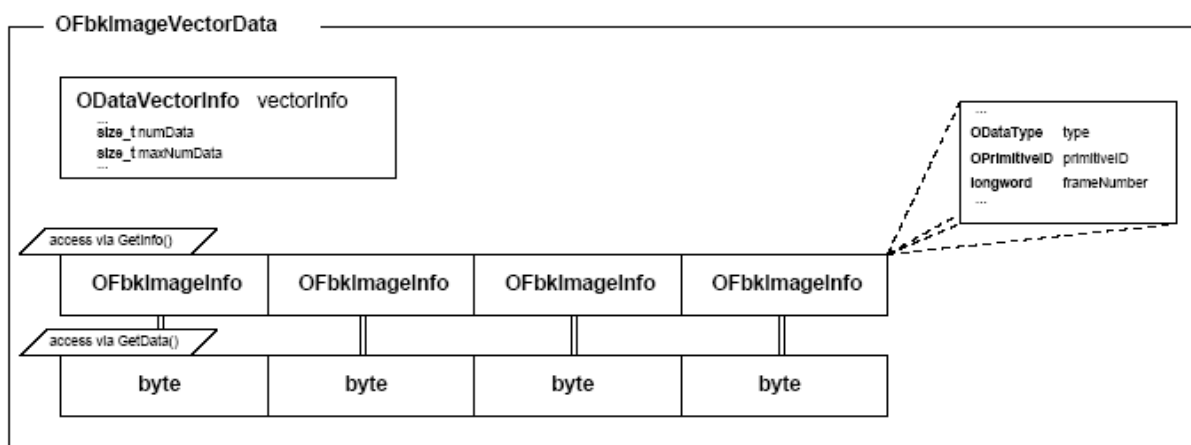 OFbkImageVectorData
ODataVectorInfo vectorInfo
...
size_t numData
size_t maxNumData
...
...
ODataType type
OPrimitiveID primitiveID
longword frameNumber
...
access via GetInfo()
OFbkImageInfo OFbkImageInfo OFbkImageInfo OFbkImageInfo
access via GetData()
byte byte byte byte